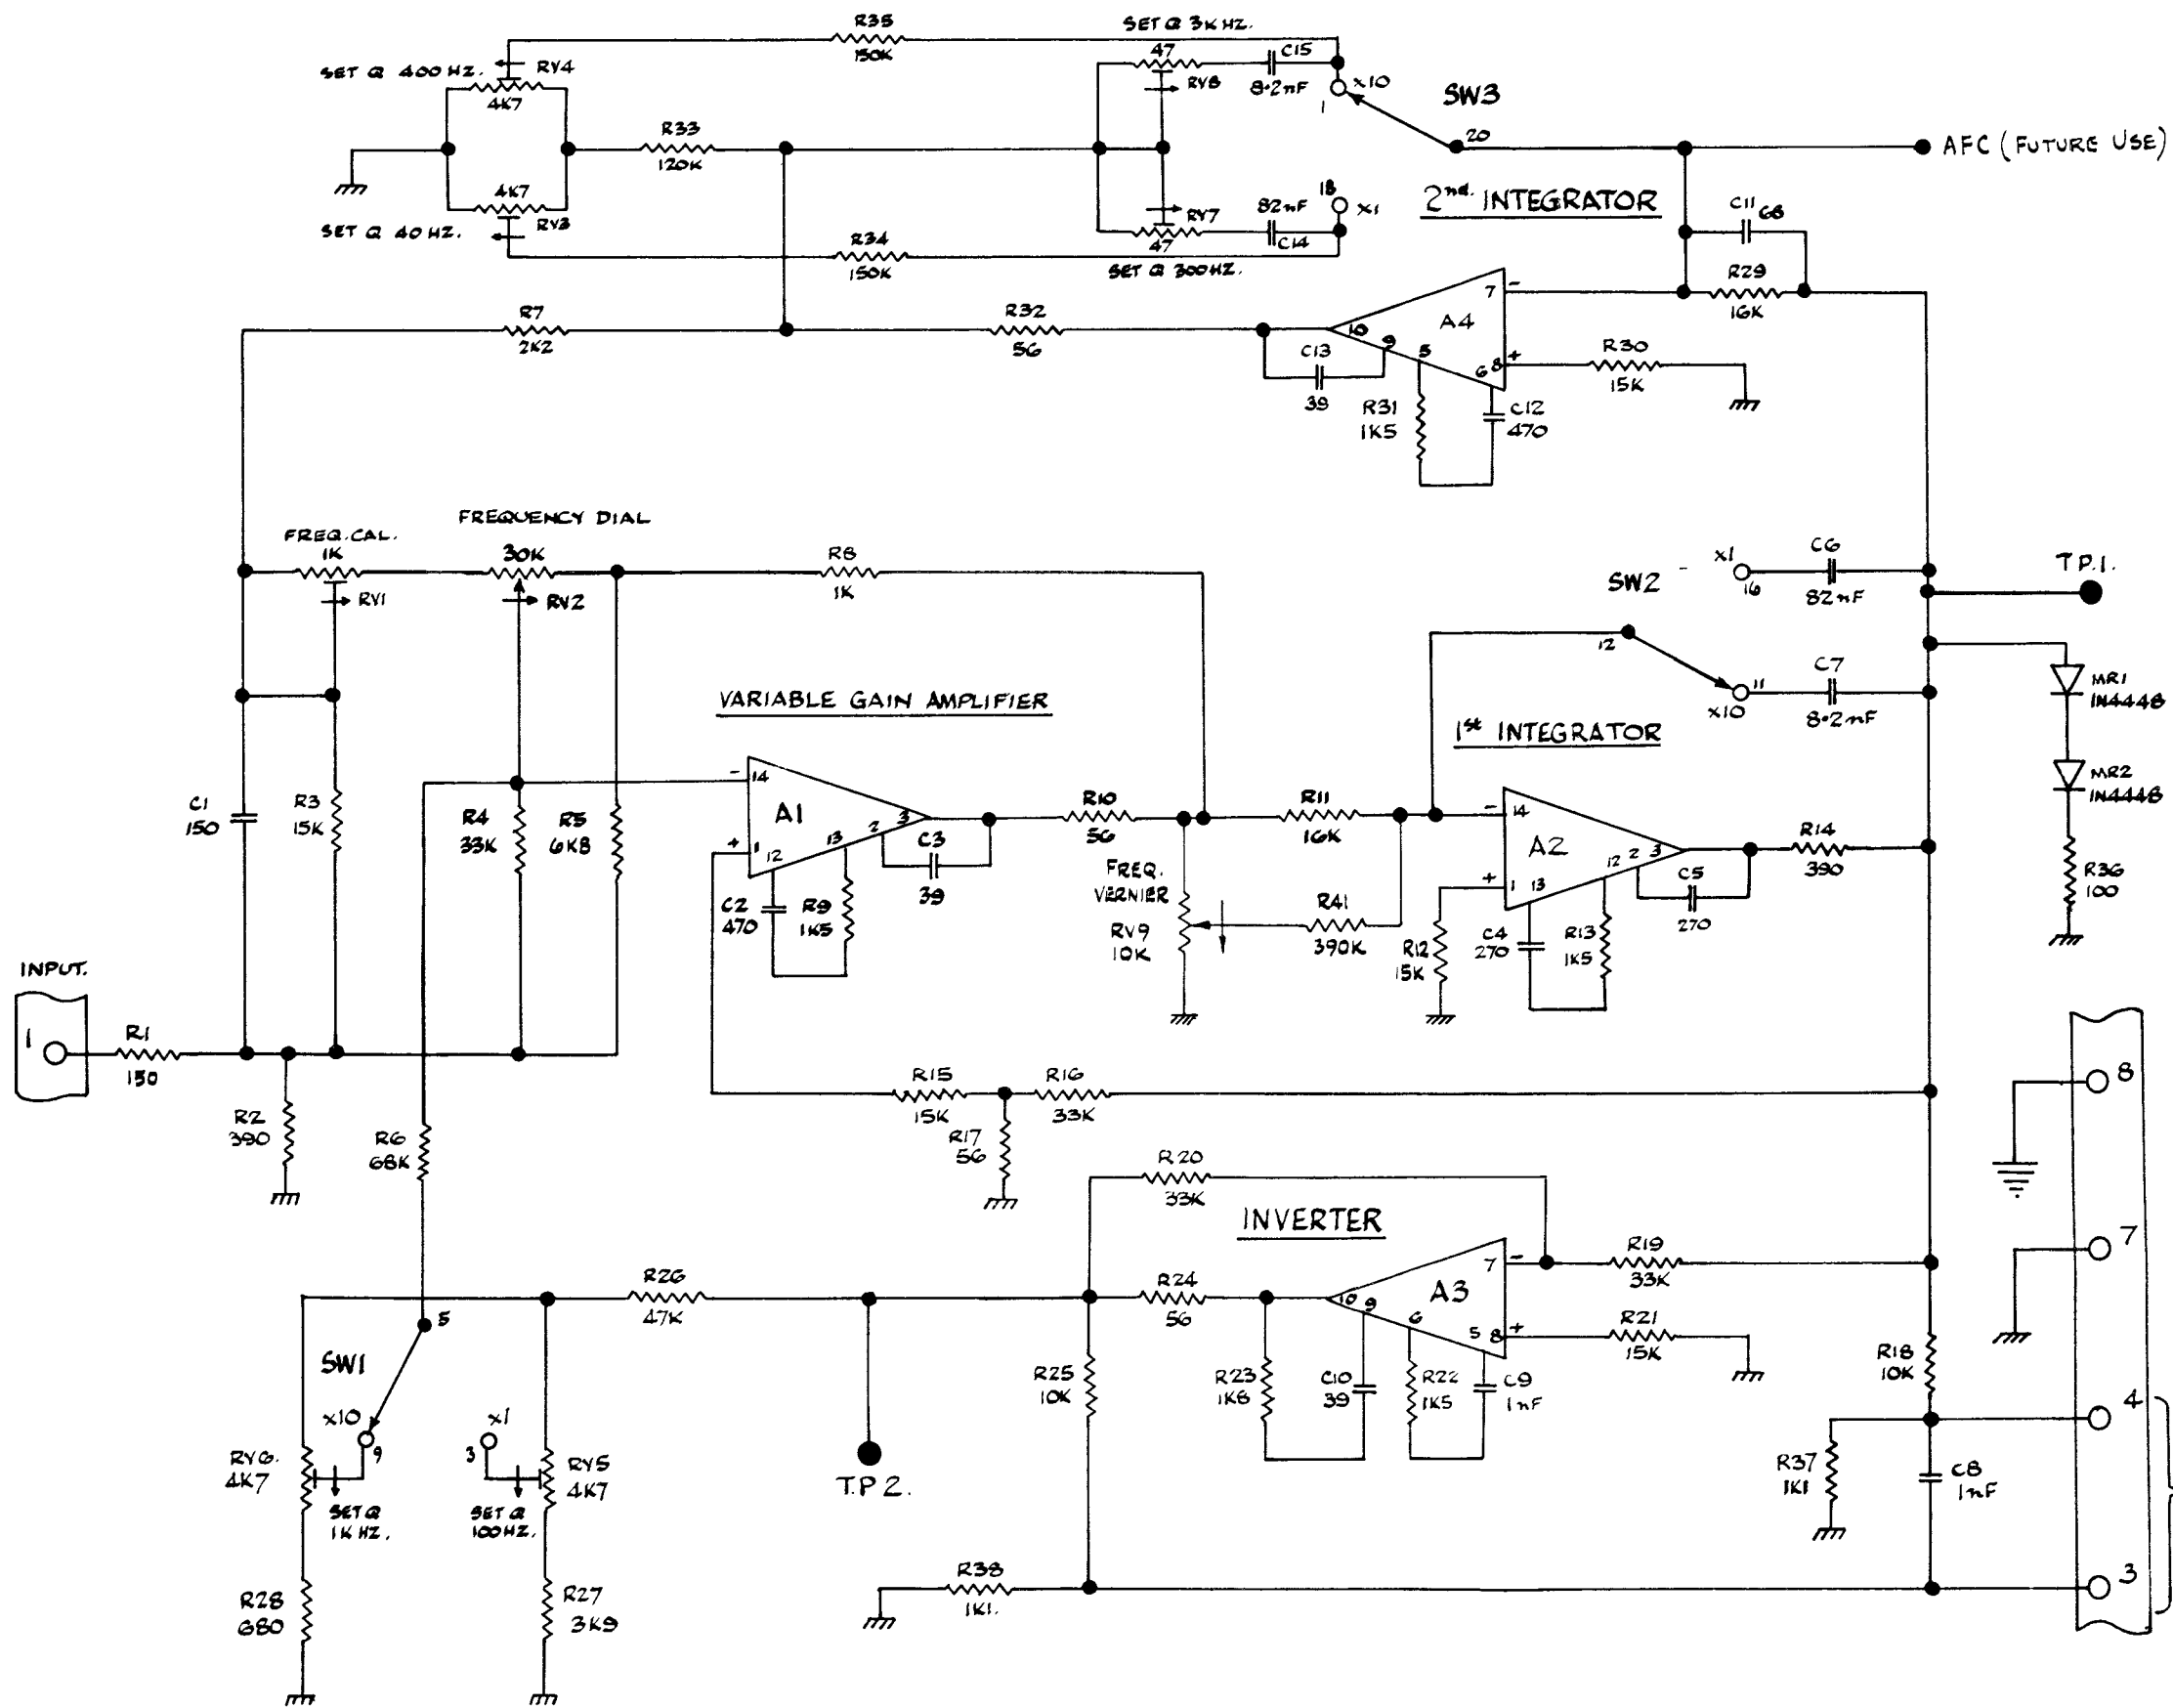 R35
150K
SET Q 3K HZ.
47
C15
8·2nF
RV8
SET Q 400 HZ.
RV4
4K7
x10
1
SW3
20
AFC (FUTURE USE)
R33
120K
4K7
RV3
SET Q 40 HZ.
R34
150K
RV7
47
SET Q 300HZ.
82nF
C14
18
x1
2nd. INTEGRATOR
C11
68
R29
16K
R7
2K2
R32
56
7
-
A4
10
9
5
6
8
+
C13
39
R30
15K
R31
1K5
C12
470
FREQ. CAL.
1K
RV1
FREQUENCY DIAL
30K
RV2
R8
1K
SW2
x1
16
C6
82nF
T.P.1.
12
11
x10
C7
8·2nF
MR1
1N4448
MR2
1N4448
R36
100
VARIABLE GAIN AMPLIFIER
1st INTEGRATOR
C1
150
R3
15K
R4
33K
R5
6K8
-
14
A1
+
1
12
13
2
3
C3
39
C2
470
R9
1K5
R10
56
R11
16K
FREQ.
VERNIER
RV9
10K
R41
390K
-
14
A2
+
1
13
12
2
3
C5
270
R12
15K
C4
270
R13
1K5
R14
390
INPUT.
1
R1
150
R2
390
R6
68K
R15
15K
R16
33K
R17
56
8
7
4
3
R20
33K
INVERTER
R26
47K
R24
56
10
9
6
5
8
+
7
-
A3
R19
33K
R21
15K
R18
10K
5
SW1
x10
9
x1
3
RV6.
4K7
SET Q
1K HZ.
SET Q
100HZ.
RV5
4K7
R28
680
R27
3K9
T.P 2.
R25
10K
R23
1K8
C10
39
R22
1K5
C9
1nF
R37
1K1
C8
1nF
R38
1K1.